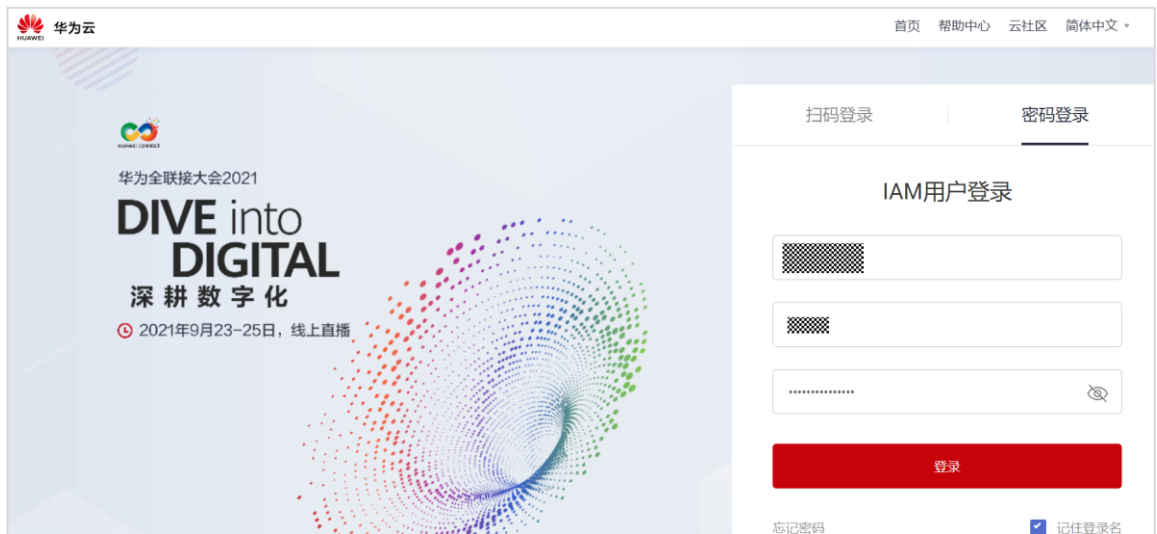 HUAWEI 华为云 首页 帮助中心 云社区 简体中文
HUAWEI CONNECT
华为全联接大会2021
DIVE into
DIGITAL
深耕数字化
2021年9月23-25日，线上直播
扫码登录 密码登录
IAM用户登录
登录
忘记密码 记住登录名